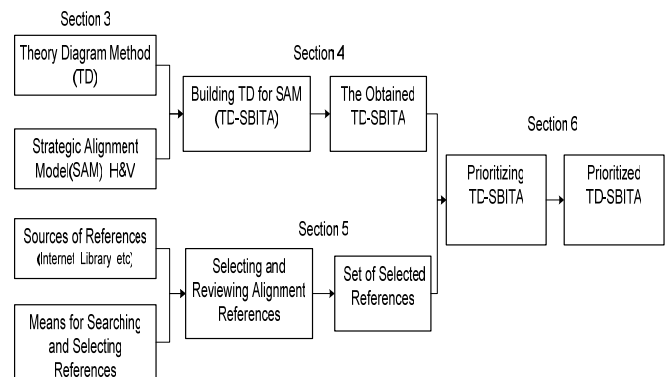 Section 3
Theory Diagram Method
(TD)
Strategic Alignment
Model(SAM) H&V
Section 4
Building TD for SAM
(TD-SBITA)
The Obtained
TD-SBITA
Section 6
Prioritizing
TD-SBITA
Prioritized
TD-SBITA
Sources of References
(Internet Library etc)
Means for Searching
and Selecting
References
Section 5
Selecting and
Reviewing Alignment
References
Set of Selected
References